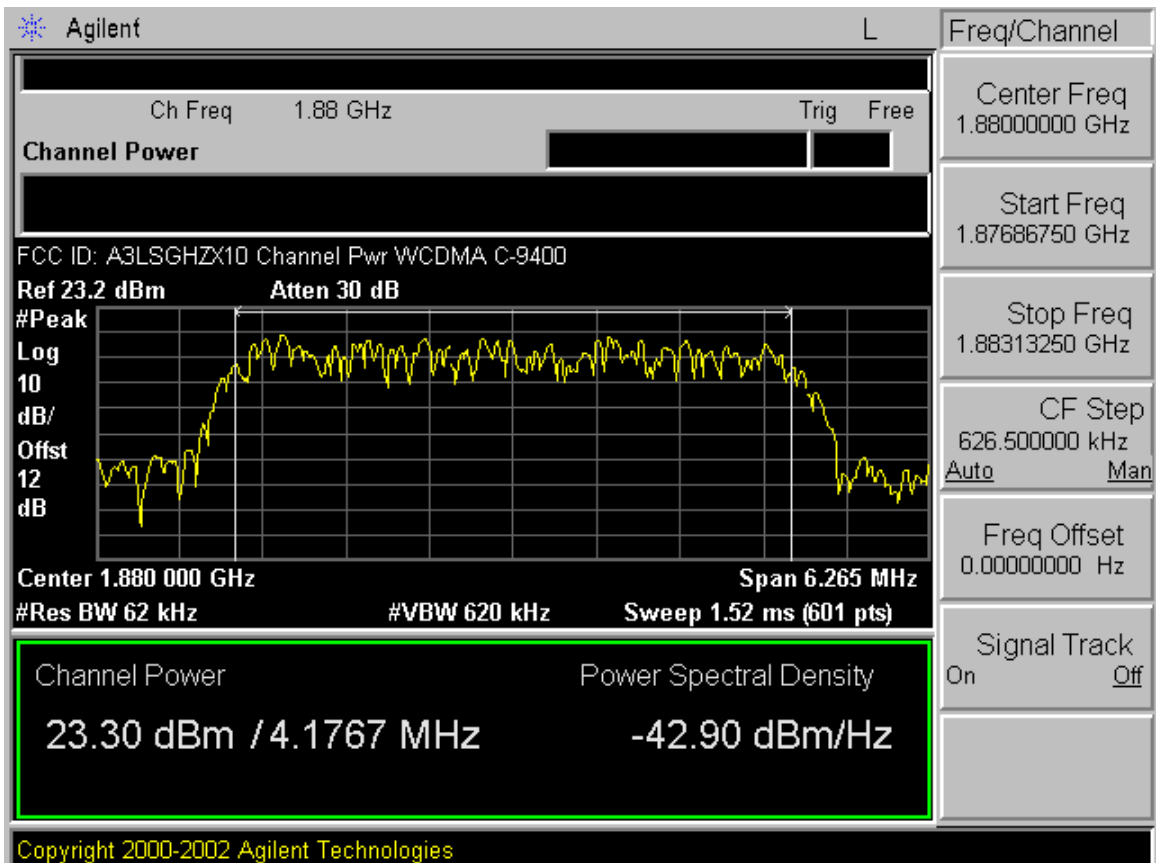 Agilent L
Freq/Channel
Ch Freq 1.88 GHz Trig Free
Channel Power
FCC ID: A3LSGHZX10 Channel Pwr WCDMA C-9400
Ref 23.2 dBm Atten 30 dB
#Peak
Log
10
dB/
Offst
12
dB
Center 1.880 000 GHz Span 6.265 MHz
#Res BW 62 kHz #VBW 620 kHz Sweep 1.52 ms (601 pts)
Channel Power Power Spectral Density
23.30 dBm / 4.1767 MHz -42.90 dBm/Hz
Copyright 2000-2002 Agilent Technologies
Center Freq
1.88000000 GHz
Start Freq
1.87686750 GHz
Stop Freq
1.88313250 GHz
CF Step
626.500000 kHz
Auto Man
Freq Offset
0.00000000 Hz
Signal Track
On Off